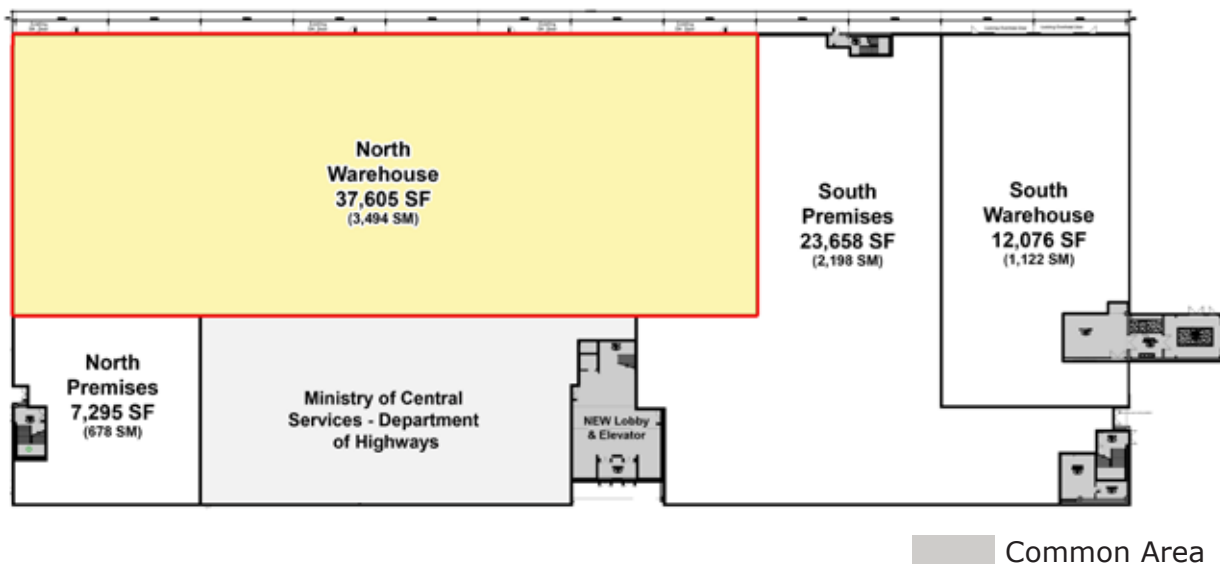 North
Warehouse
37,605 SF
(3,494 SM)
South
Premises
23,658 SF
(2,198 SM)
South
Warehouse
12,076 SF
(1,122 SM)
North
Premises
7,295 SF
(678 SM)
Ministry of Central
Services - Department
of Highways
NEW Lobby
& Elevator
Common Area